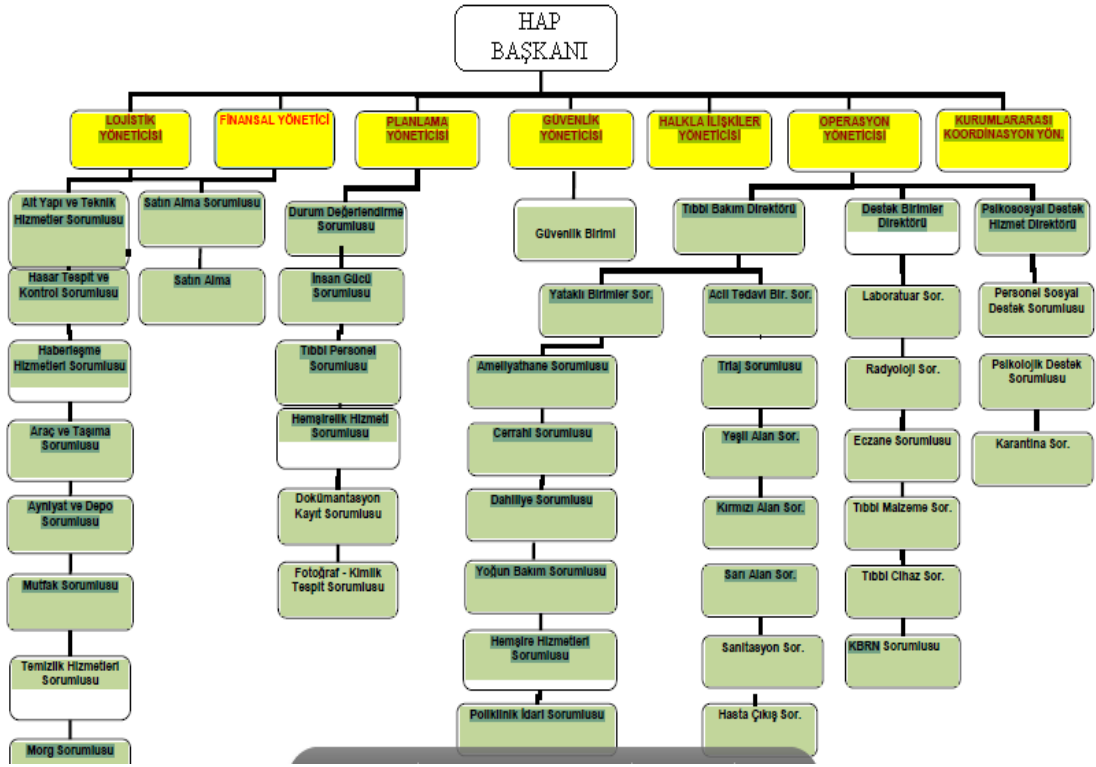 HAP
BAŞKANI
LOJİSTİK
YÖNETİCİSİ
FİNANSAL YÖNETİCİ
PLANLAMA
YÖNETİCİSİ
GÜVENLİK
YÖNETİCİSİ
HALKLA İLİŞKİLER
YÖNETİCİSİ
OPERASYON
YÖNETİCİSİ
KURUMLARARASI
KOORDİNASYON YÖN.
Alt Yapı ve Teknik
Hizmetler Sorumlusu
Hasar Tespit ve
Kontrol Sorumlusu
Haberleşme
Hizmetleri Sorumlusu
Araç ve Taşıma
Sorumlusu
Ayniyat ve Depo
Sorumlusu
Mutfak Sorumlusu
Temizlik Hizmetleri
Sorumlusu
Morg Sorumlusu
Satın Alma Sorumlusu
Satın Alma
Durum Değerlendirme
Sorumlusu
İnsan Gücü
Sorumlusu
Tıbbi Personel
Sorumlusu
Hemşirelik Hizmeti
Sorumlusu
Dokümantasyon
Kayıt Sorumlusu
Fotoğraf - Kimlik
Tespit Sorumlusu
Güvenlik Birimi
Tıbbi Bakım Direktörü
Yataklı Birimler Sor.
Ameliyathane Sorumlusu
Cerrahi Sorumlusu
Dahiliye Sorumlusu
Yoğun Bakım Sorumlusu
Hemşire Hizmetleri
Sorumlusu
Poliklinik İdari Sorumlusu
Acil Tedavi Bir. Sor.
Triaj Sorumlusu
Yeşil Alan Sor.
Kırmızı Alan Sor.
Sarı Alan Sor.
Sanitasyon Sor.
Hasta Çıkış Sor.
Destek Birimler
Direktörü
Laboratuar Sor.
Radyoloji Sor.
Eczane Sorumlusu
Tıbbi Malzeme Sor.
Tıbbi Cihaz Sor.
KBRN Sorumlusu
Psikososyal Destek
Hizmet Direktörü
Personel Sosyal
Destek Sorumlusu
Psikolojik Destek
Sorumlusu
Karantina Sor.